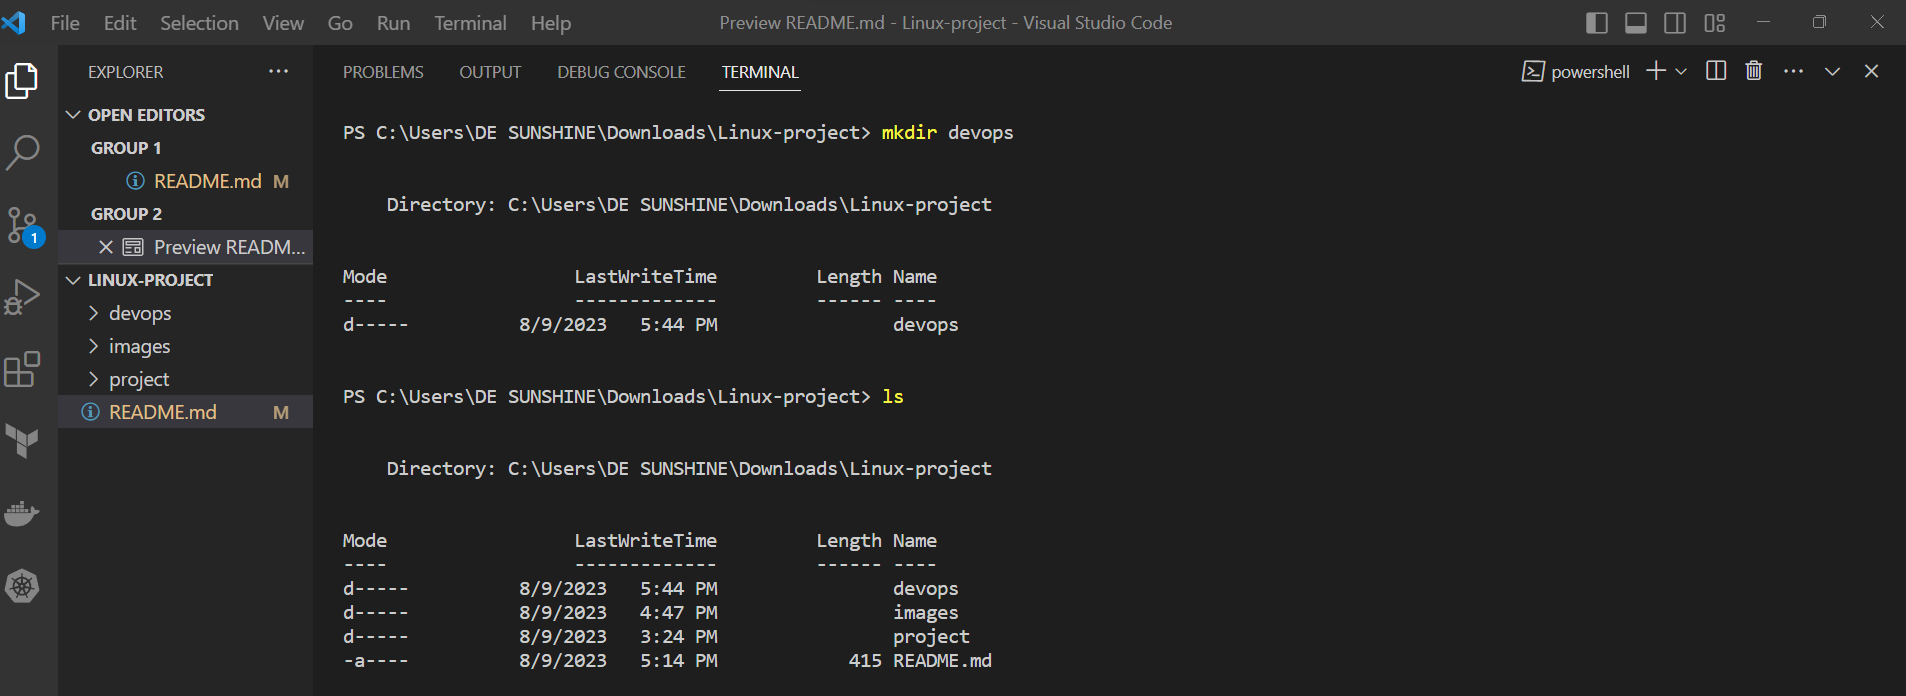 File Edit Selection View Go Run Terminal Help Preview README.md - Linux-project - Visual Studio Code
EXPLORER
OPEN EDITORS
GROUP 1
README.md M
GROUP 2
Preview READM...
LINUX-PROJECT
devops
images
project
README.md M
1
PROBLEMS OUTPUT DEBUG CONSOLE TERMINAL powershell
PS C:\Users\DE SUNSHINE\Downloads\Linux-project> mkdir devops
Directory: C:\Users\DE SUNSHINE\Downloads\Linux-project
Mode LastWriteTime Length Name
---- ------------- ------ ----
d----- 8/9/2023 5:44 PM devops
PS C:\Users\DE SUNSHINE\Downloads\Linux-project> ls
Directory: C:\Users\DE SUNSHINE\Downloads\Linux-project
Mode LastWriteTime Length Name
---- ------------- ------ ----
d----- 8/9/2023 5:44 PM devops
d----- 8/9/2023 4:47 PM images
d----- 8/9/2023 3:24 PM project
-a---- 8/9/2023 5:14 PM 415 README.md